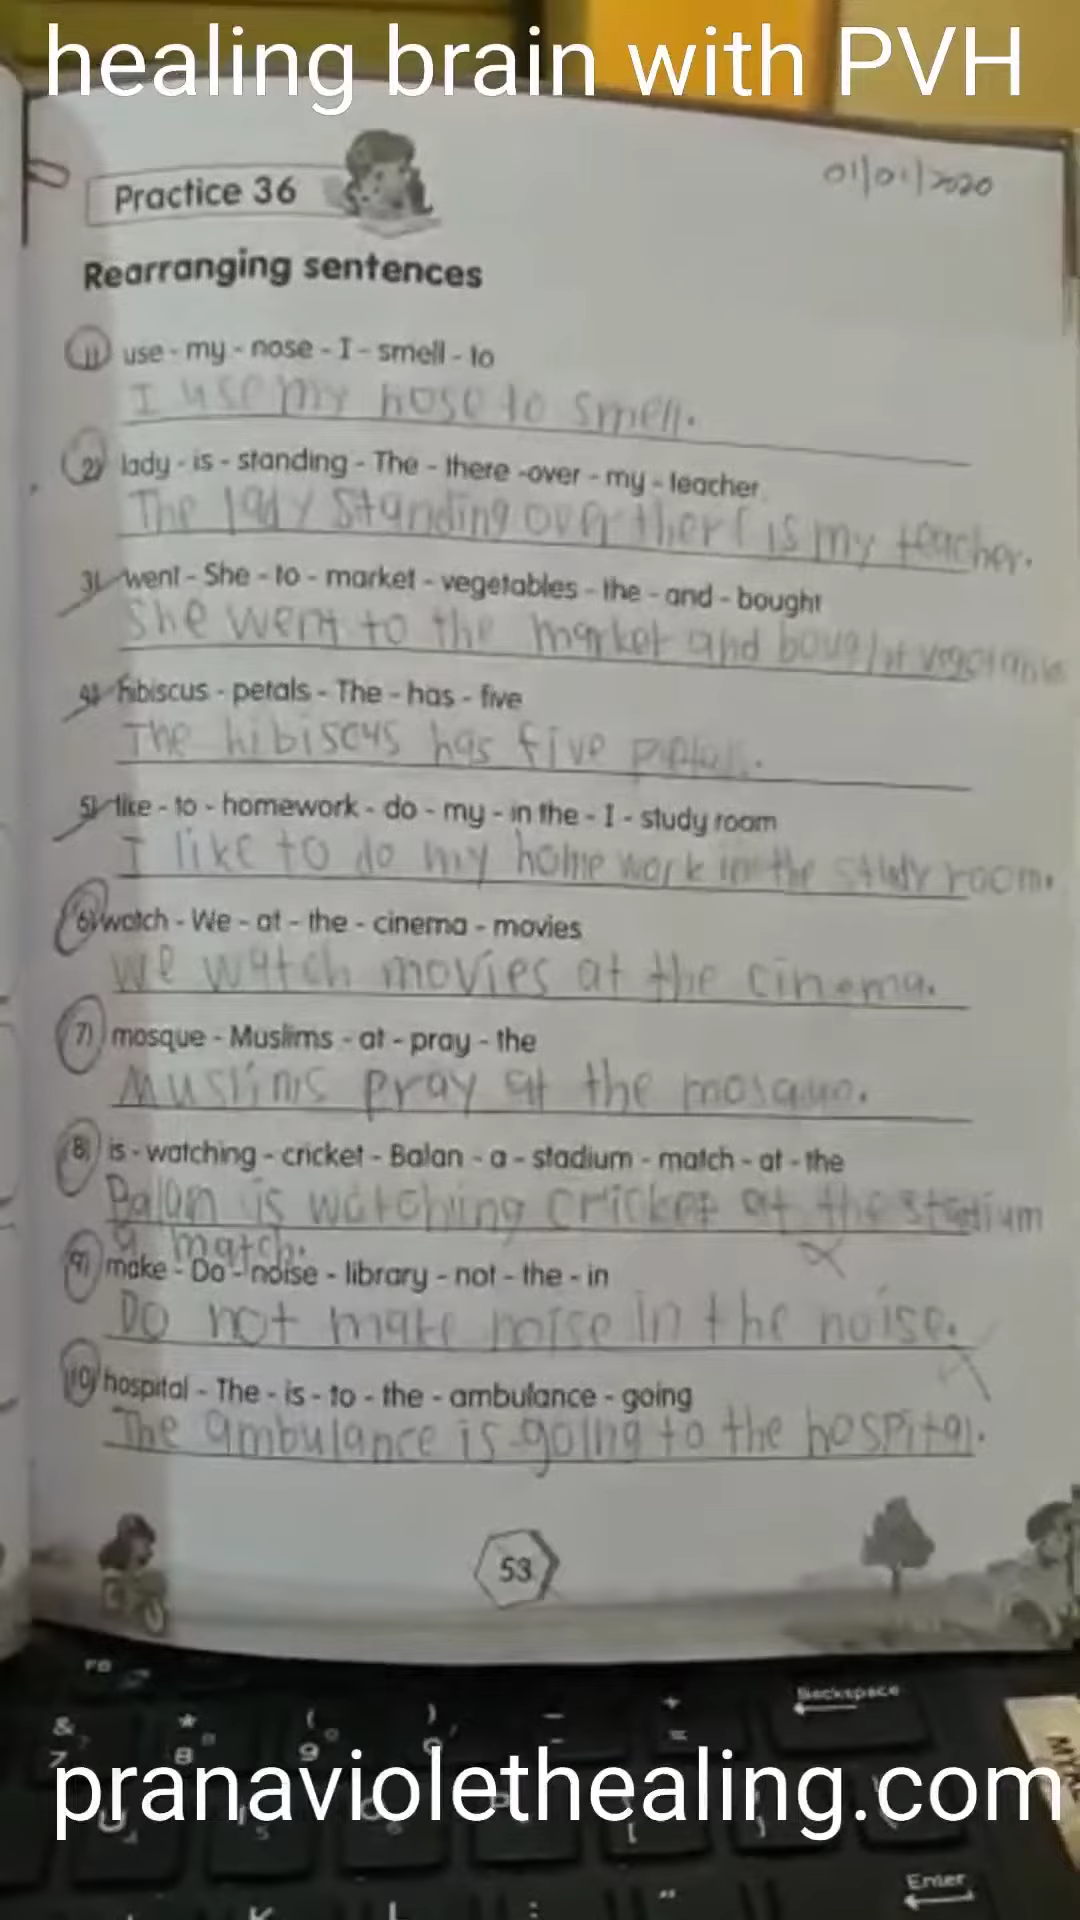 healing brain with PVH
Practice 36
01/01/2020
Rearranging sentences
1) use - my - nose - I - smell - to
I use my nose to smell.
2) lady - is - standing - The - there -over - my - teacher
The lady standing over there is my teacher.
3) went - She - to - market - vegetables - the - and - bought
She went to the market and bought
4) hibiscus - petals - The - has - five
The hibiscus has five
5) like - to - homework - do - my - in the - I - study room
I like to do my home work in the study room.
6) watch - We - at - the - cinema - movies
We watch movies at the cinema.
7) mosque - Muslims - at - pray - the
Muslims pray at the
8) is - watching - cricket - Balan - a - stadium - match - at - the
Balan is watching cricket at the stadium
a match.
9) make - Do - noise - library - not - the - in
Do not make noise in the noise.
10) hospital - The - is - to - the - ambulance - going
The ambulance is going to the hospital.
53
Backspace
& * ( ) - +
7 8 9 0 - =
pranaviolethealing.com
Enter